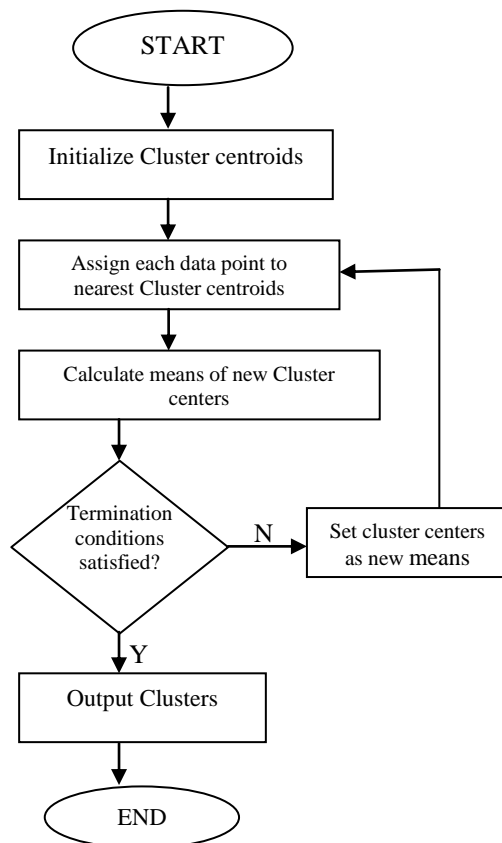 START
Initialize Cluster centroids
Assign each data point to
nearest Cluster centroids
Calculate means of new Cluster
centers
Termination
conditions
satisfied?
N
Set cluster centers
as new means
Y
Output Clusters
END